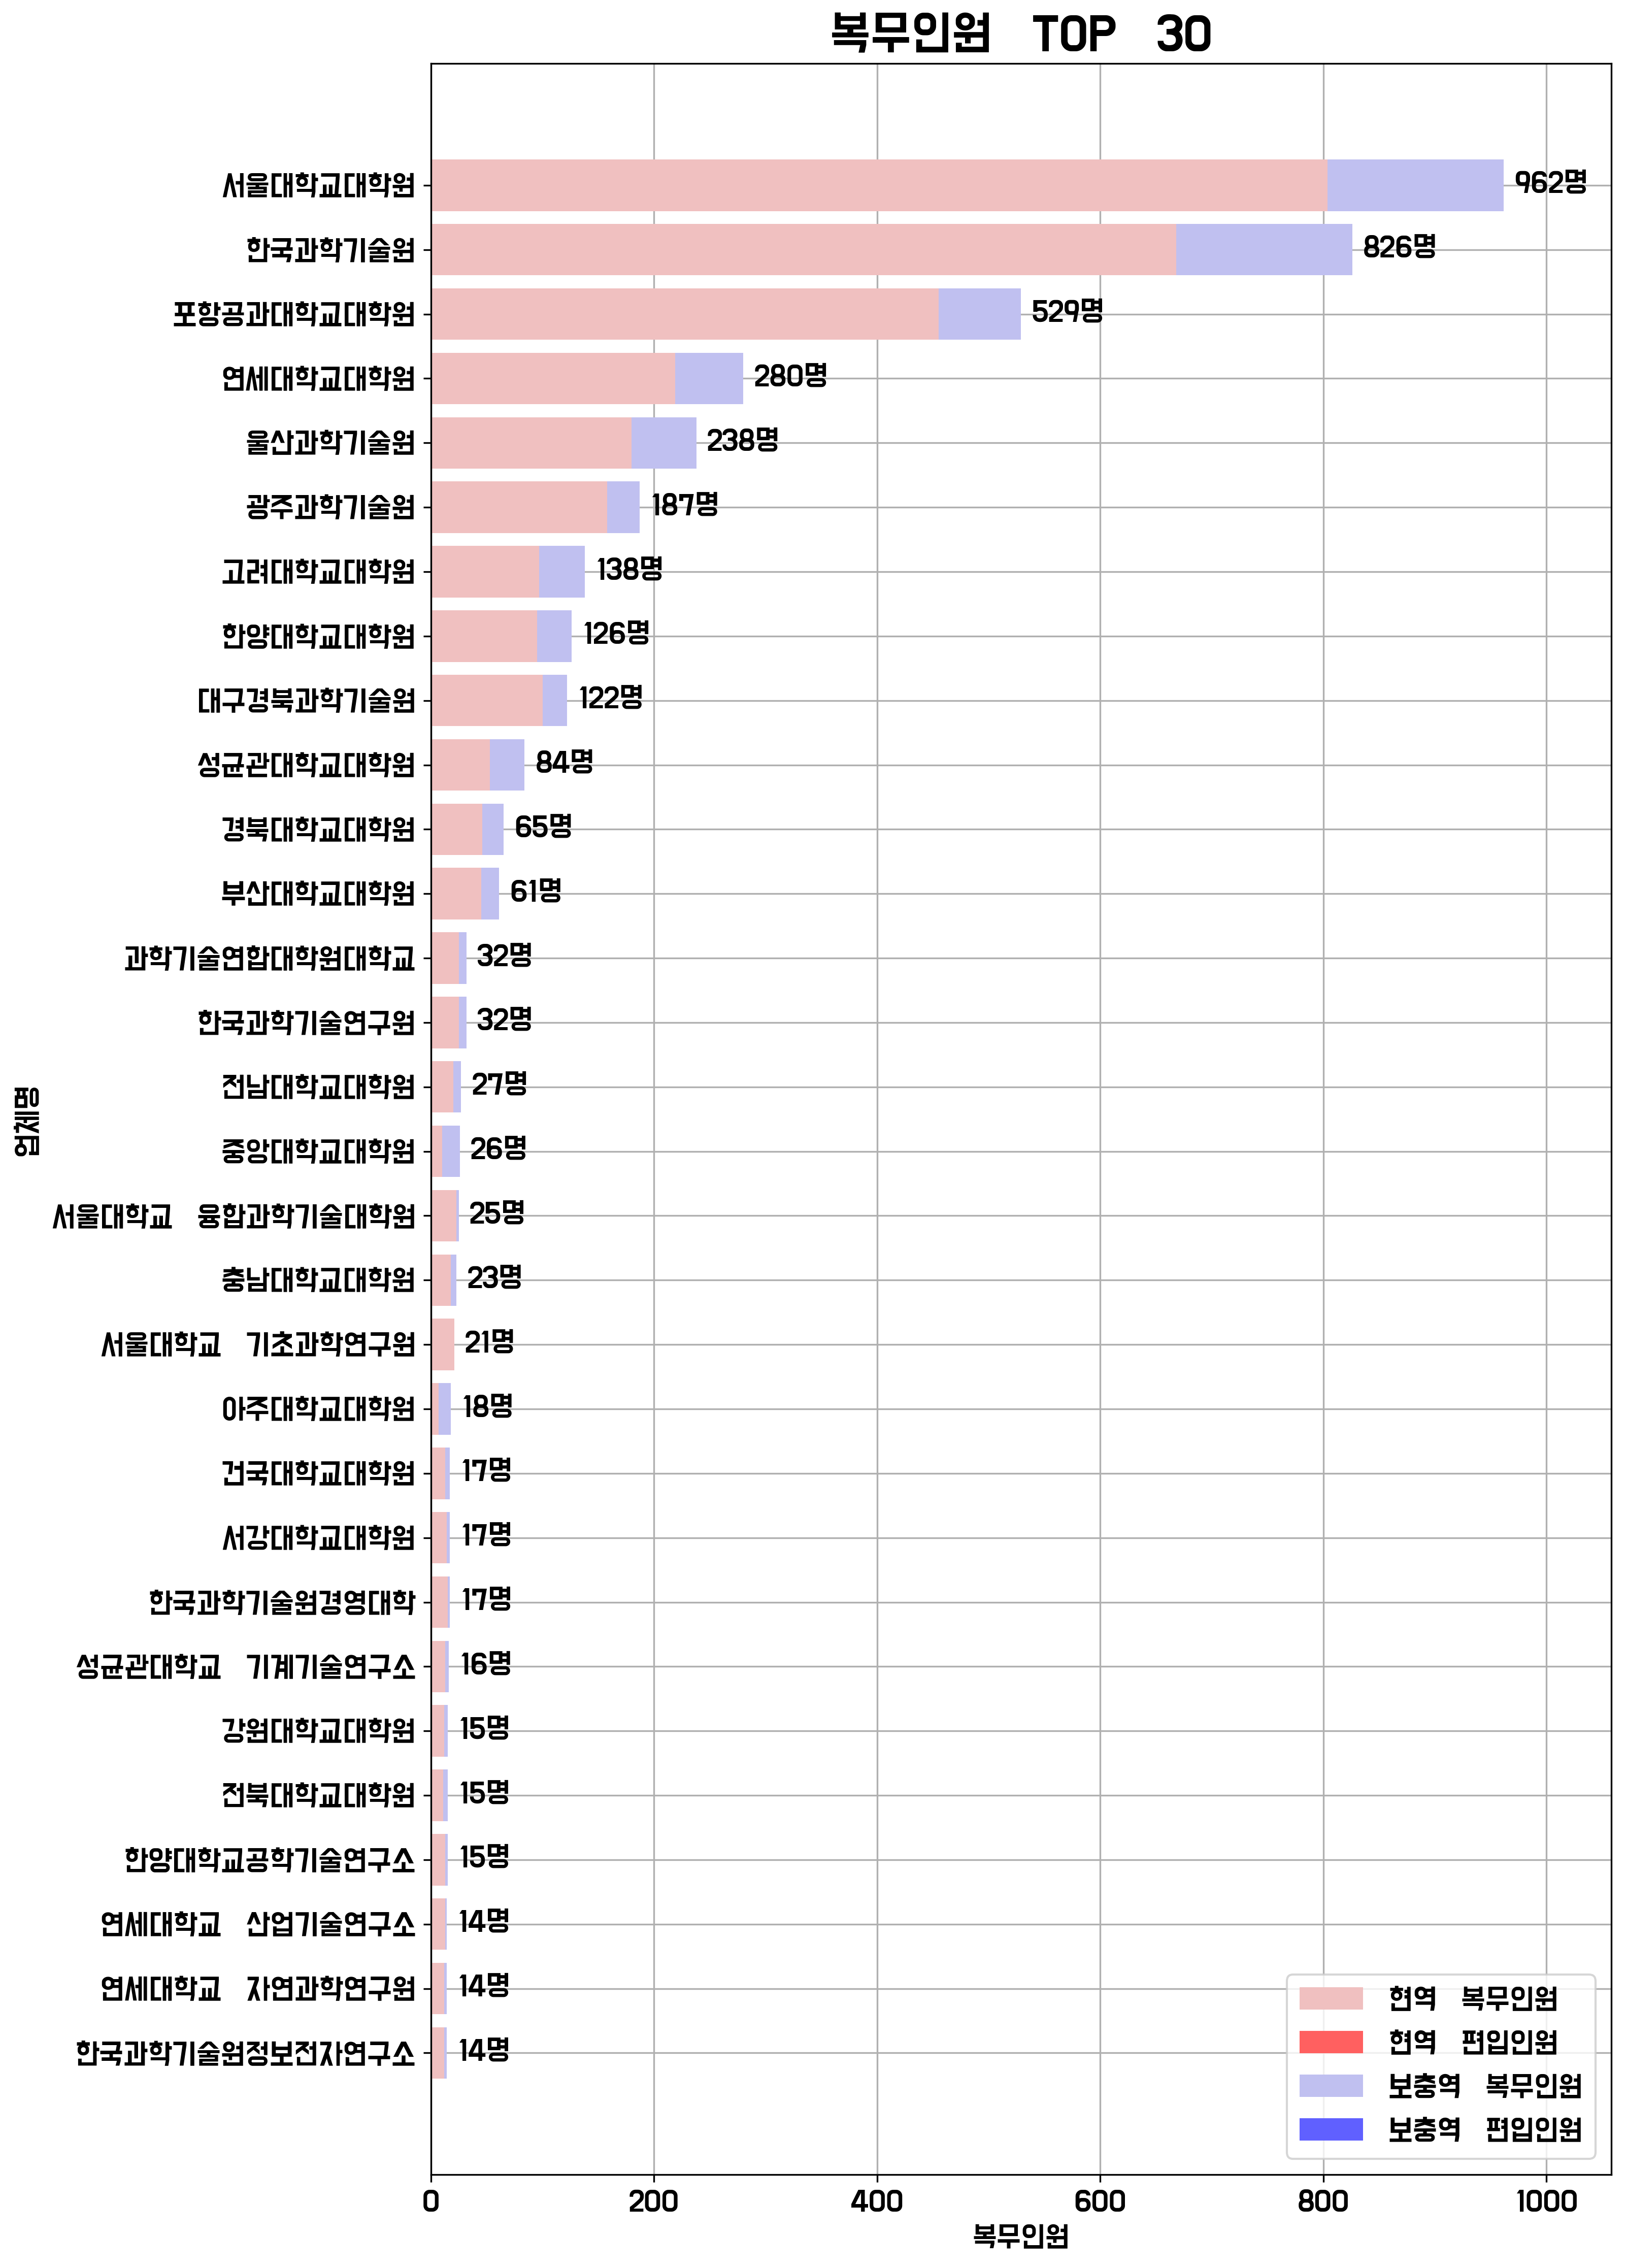 복무인원 TOP 30
서울대학교대학원 962명
한국과학기술원 826명
포항공과대학교대학원 529명
연세대학교대학원 280명
울산과학기술원 238명
광주과학기술원 187명
고려대학교대학원 138명
한양대학교대학원 126명
대구경북과학기술원 122명
성균관대학교대학원 84명
경북대학교대학원 65명
부산대학교대학원 61명
과학기술연합대학원대학교 32명
한국과학기술연구원 32명
전남대학교대학원 27명
중앙대학교대학원 26명
서울대학교 융합과학기술대학원 25명
충남대학교대학원 23명
서울대학교 기초과학연구원 21명
아주대학교대학원 18명
건국대학교대학원 17명
서강대학교대학원 17명
한국과학기술원경영대학 17명
성균관대학교 기계기술연구소 16명
강원대학교대학원 15명
전북대학교대학원 15명
한양대학교공학기술연구소 15명
연세대학교 산업기술연구소 14명
연세대학교 자연과학연구원 14명
한국과학기술원정보전자연구소 14명
업체명
현역 복무인원
현역 편입인원
보충역 복무인원
보충역 편입인원
0 200 400 600 800 1000
복무인원